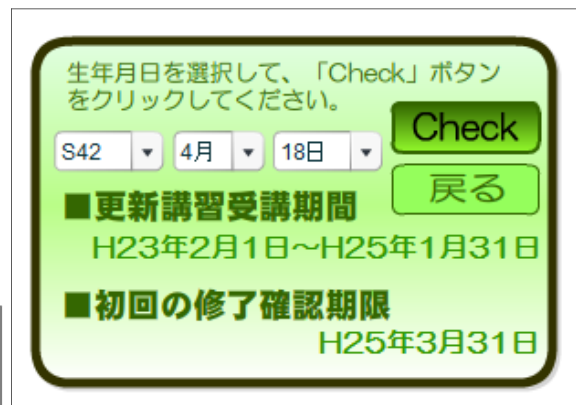 生年月日を選択して、「Check」ボタン
をクリックしてください。
Check
S42 4月 18日
戻る
■更新講習受講期間
H23年2月1日～H25年1月31日
■初回の修了確認期限
H25年3月31日